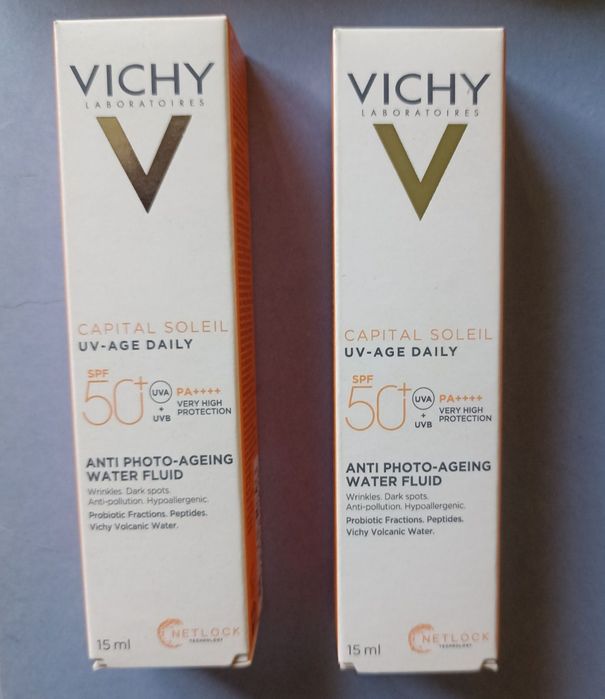 VICHY
LABORATOIRES
V
CAPITAL SOLEIL
UV-AGE DAILY
SPF
50+
UVA
+
UVB
PA++++
VERY HIGH
PROTECTION
ANTI PHOTO-AGEING
WATER FLUID
Wrinkles. Dark spots.
Anti-pollution. Hypoallergenic.
Probiotic Fractions. Peptides.
Vichy Volcanic Water.
15 ml
NETLOCK
TECHNOLOGY
VICHY
LABORATOIRES
V
CAPITAL SOLEIL
UV-AGE DAILY
SPF
50+
UVA
+
UVB
PA++++
VERY HIGH
PROTECTION
ANTI PHOTO-AGEING
WATER FLUID
Wrinkles. Dark spots.
Anti-pollution. Hypoallergenic.
Probiotic Fractions. Peptides.
Vichy Volcanic Water.
15 ml
NETLOCK
TECHNOLOGY